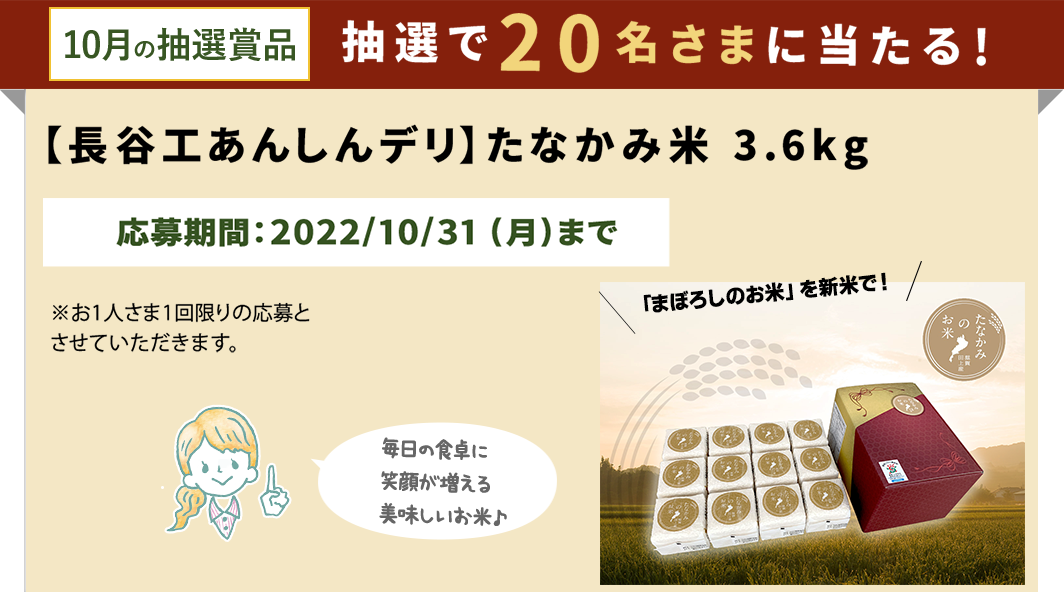 10月の抽選賞品
抽選で20名さまに当たる!
【長谷工あんしんデリ】たなかみ米 3.6kg
応募期間：2022/10/31（月）まで
※お1人さま1回限りの応募と
させていただきます。
「まぼろしのお米」を新米で!
たなかみ
の
お米
毎日の食卓に
笑顔が増える
美味しいお米♪